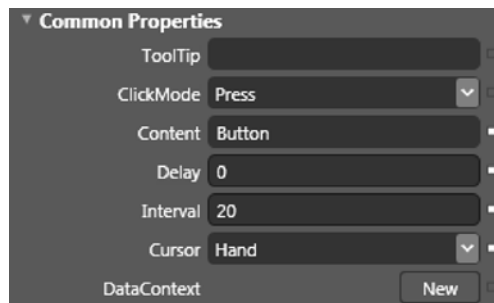 Common Properties
ToolTip
ClickMode Press
Content Button
Delay 0
Interval 20
Cursor Hand
DataContext New